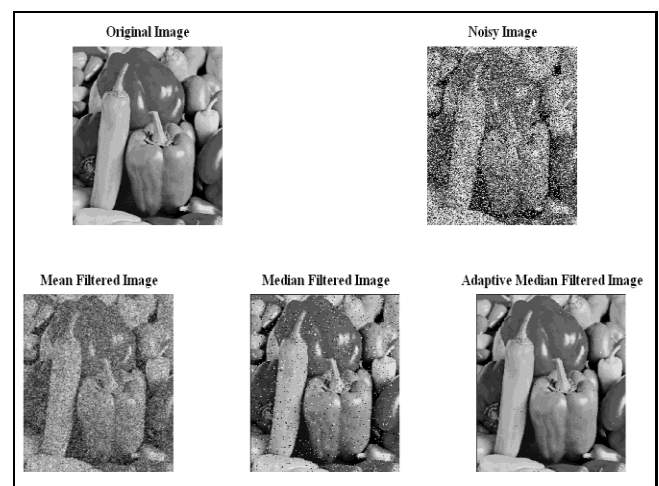 Original Image
Noisy Image
Mean Filtered Image
Median Filtered Image
Adaptive Median Filtered Image